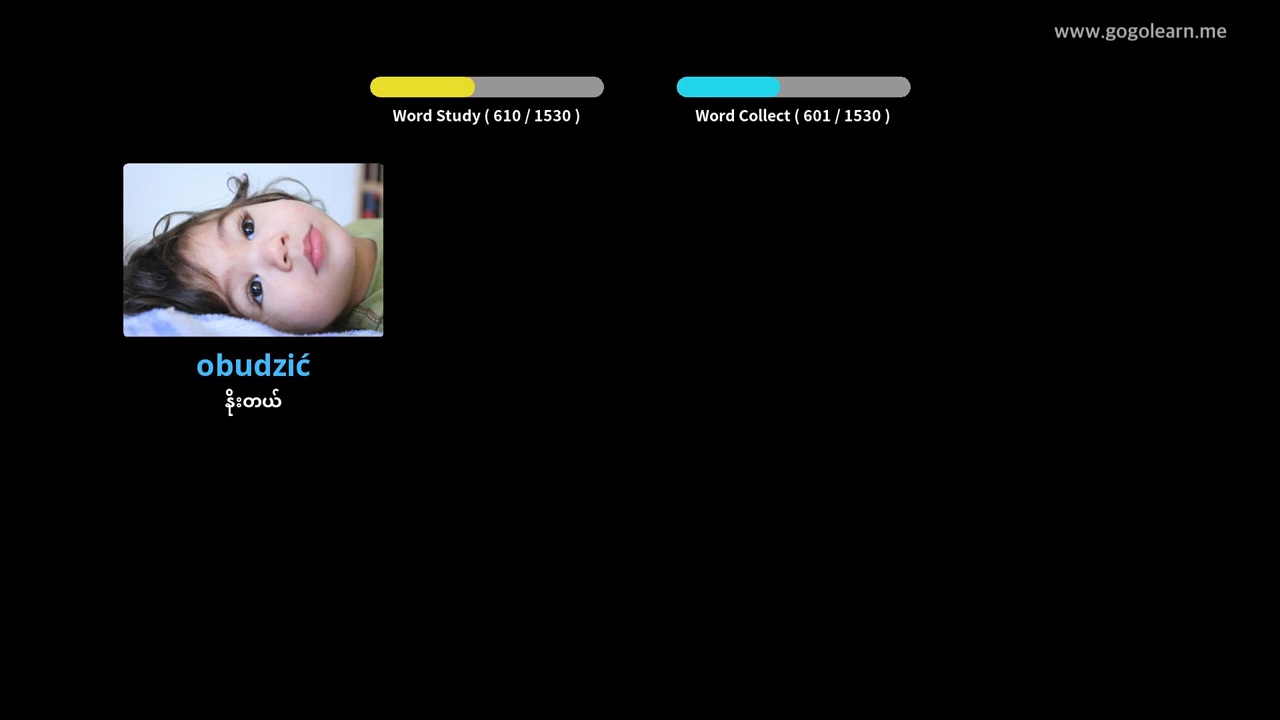 www.gogolearn.me
Word Study ( 610 / 1530 )
Word Collect ( 601 / 1530 )
obudzić
နိုးတယ်